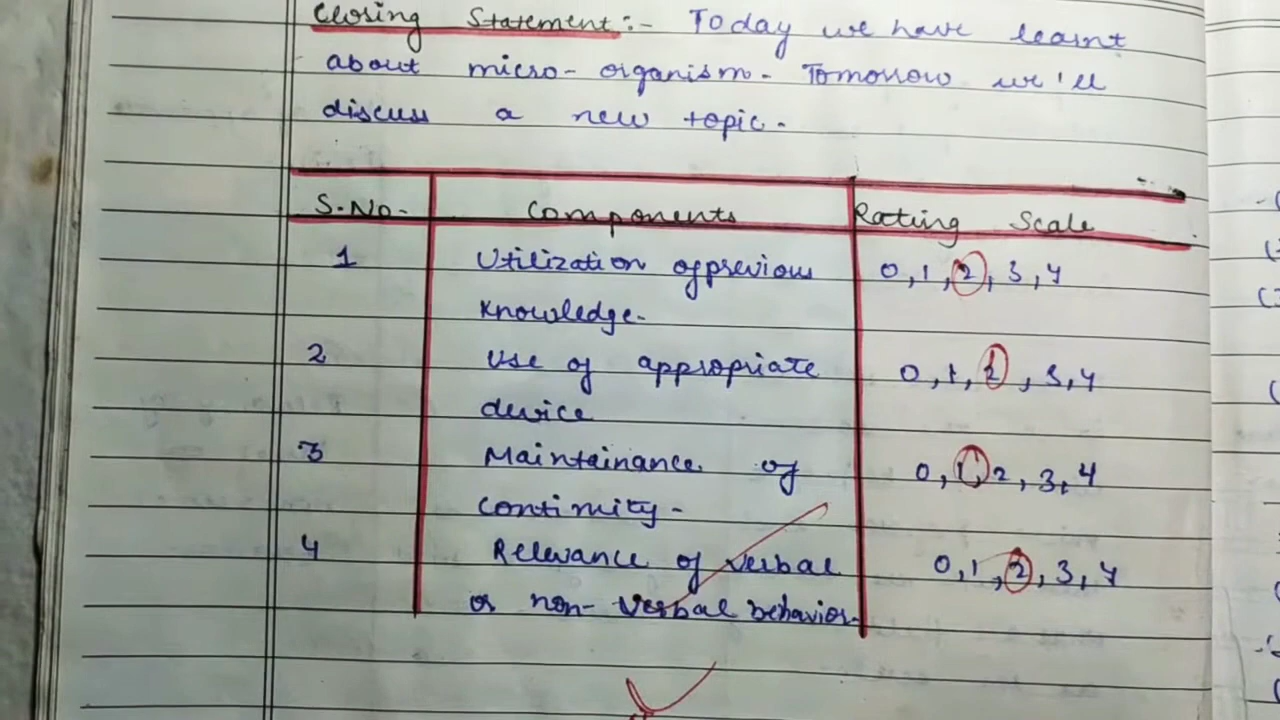 Closing Statement:- Today we have learnt
about micro-organism. Tomorrow we'll
discuss a new topic.
S.No. Components Rating Scale
1 Utilization of previous 0,1,2,3,4
Knowledge.
2 Use of appropriate 0,1,2,3,4
device
3 Maintainance of 0,1,2,3,4
continuity.
4 Relevance of verbal 0,1,2,3,4
or non-verbal behavior.